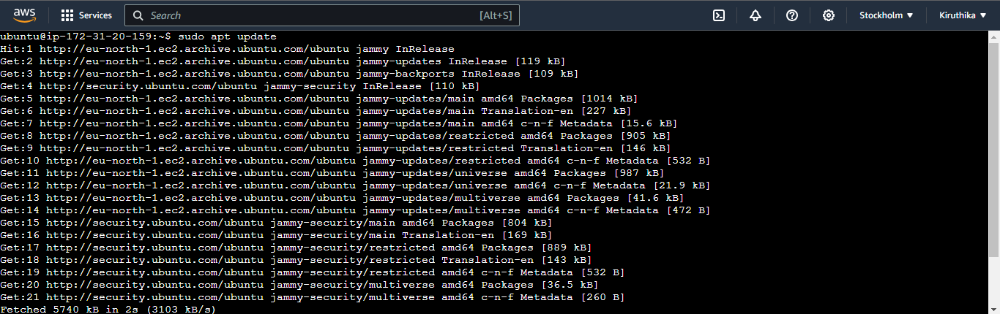 aws Services Search [Alt+S] Stockholm Kiruthika
ubuntu@ip-172-31-20-159:~$ sudo apt update
Hit:1 http://eu-north-1.ec2.archive.ubuntu.com/ubuntu jammy InRelease
Get:2 http://eu-north-1.ec2.archive.ubuntu.com/ubuntu jammy-updates InRelease [119 kB]
Get:3 http://eu-north-1.ec2.archive.ubuntu.com/ubuntu jammy-backports InRelease [109 kB]
Get:4 http://security.ubuntu.com/ubuntu jammy-security InRelease [110 kB]
Get:5 http://eu-north-1.ec2.archive.ubuntu.com/ubuntu jammy-updates/main amd64 Packages [1014 kB]
Get:6 http://eu-north-1.ec2.archive.ubuntu.com/ubuntu jammy-updates/main Translation-en [227 kB]
Get:7 http://eu-north-1.ec2.archive.ubuntu.com/ubuntu jammy-updates/main amd64 c-n-f Metadata [15.6 kB]
Get:8 http://eu-north-1.ec2.archive.ubuntu.com/ubuntu jammy-updates/restricted amd64 Packages [905 kB]
Get:9 http://eu-north-1.ec2.archive.ubuntu.com/ubuntu jammy-updates/restricted Translation-en [146 kB]
Get:10 http://eu-north-1.ec2.archive.ubuntu.com/ubuntu jammy-updates/restricted amd64 c-n-f Metadata [532 B]
Get:11 http://eu-north-1.ec2.archive.ubuntu.com/ubuntu jammy-updates/universe amd64 Packages [987 kB]
Get:12 http://eu-north-1.ec2.archive.ubuntu.com/ubuntu jammy-updates/universe amd64 c-n-f Metadata [21.9 kB]
Get:13 http://eu-north-1.ec2.archive.ubuntu.com/ubuntu jammy-updates/multiverse amd64 Packages [41.6 kB]
Get:14 http://eu-north-1.ec2.archive.ubuntu.com/ubuntu jammy-updates/multiverse amd64 c-n-f Metadata [472 B]
Get:15 http://security.ubuntu.com/ubuntu jammy-security/main amd64 Packages [804 kB]
Get:16 http://security.ubuntu.com/ubuntu jammy-security/main Translation-en [169 kB]
Get:17 http://security.ubuntu.com/ubuntu jammy-security/restricted amd64 Packages [889 kB]
Get:18 http://security.ubuntu.com/ubuntu jammy-security/restricted Translation-en [143 kB]
Get:19 http://security.ubuntu.com/ubuntu jammy-security/restricted amd64 c-n-f Metadata [532 B]
Get:20 http://security.ubuntu.com/ubuntu jammy-security/multiverse amd64 Packages [36.5 kB]
Get:21 http://security.ubuntu.com/ubuntu jammy-security/multiverse amd64 c-n-f Metadata [260 B]
Fetched 5740 kB in 2s (3103 kB/s)